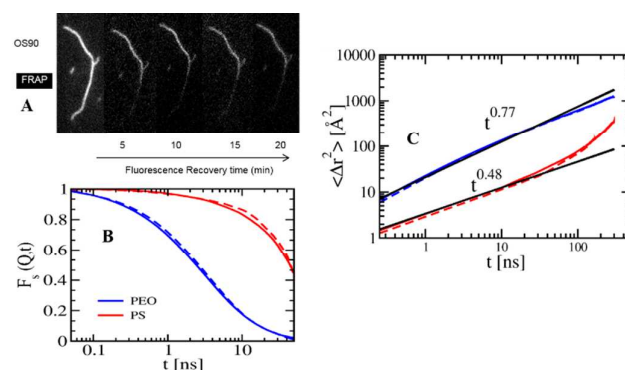 OS90
FRAP
A
5 10 15 20
Fluorescence Recovery time (min)
1
0.8
0.6
0.4
0.2
0
F_s (Q,t)
B
PEO
PS
0.1 1 10
t [ns]
10000
1000
100
10
1
<Δr²> [Å²]
C
t^0.77
t^0.48
1 10 100
t [ns]